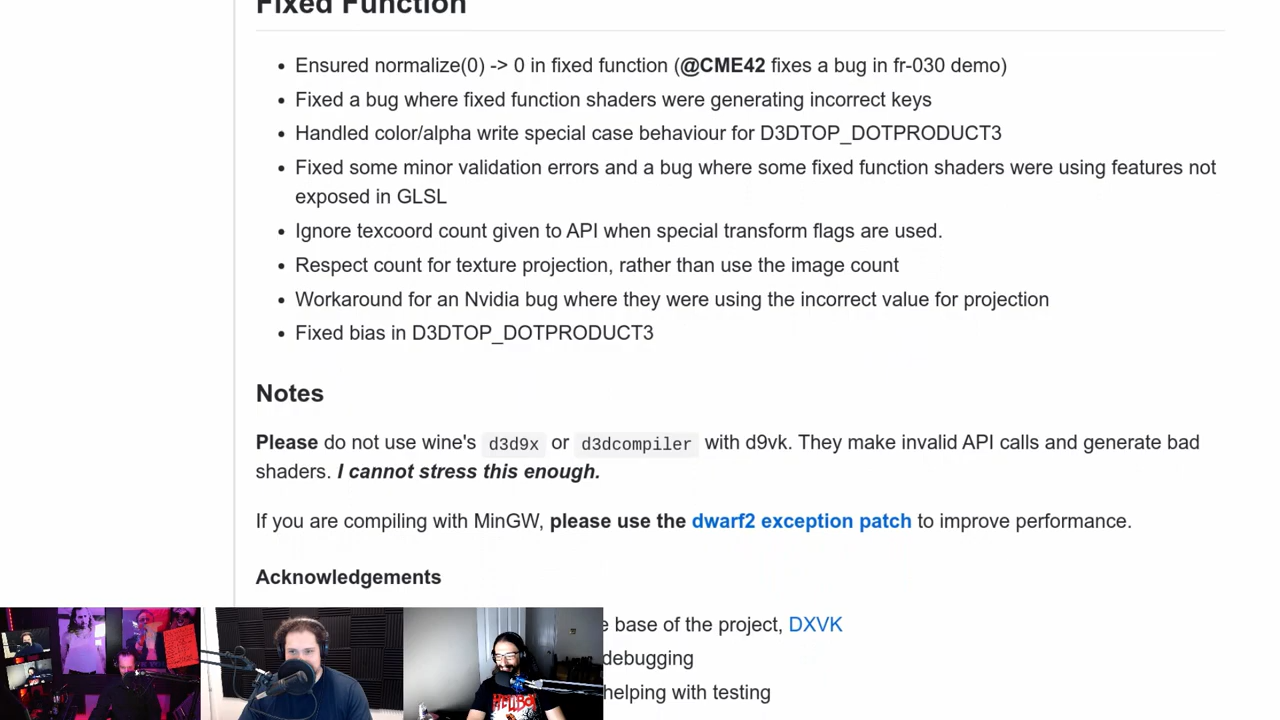 Fixed Function
Ensured normalize(0) -> 0 in fixed function (@CME42 fixes a bug in fr-030 demo)
Fixed a bug where fixed function shaders were generating incorrect keys
Handled color/alpha write special case behaviour for D3DTOP_DOTPRODUCT3
Fixed some minor validation errors and a bug where some fixed function shaders were using features not
exposed in GLSL
Ignore texcoord count given to API when special transform flags are used.
Respect count for texture projection, rather than use the image count
Workaround for an Nvidia bug where they were using the incorrect value for projection
Fixed bias in D3DTOP_DOTPRODUCT3
Notes
Please do not use wine's d3d9x or d3dcompiler with d9vk. They make invalid API calls and generate bad
shaders. I cannot stress this enough.
If you are compiling with MinGW, please use the dwarf2 exception patch to improve performance.
Acknowledgements
base of the project, DXVK
debugging
helping with testing
HELLBOY